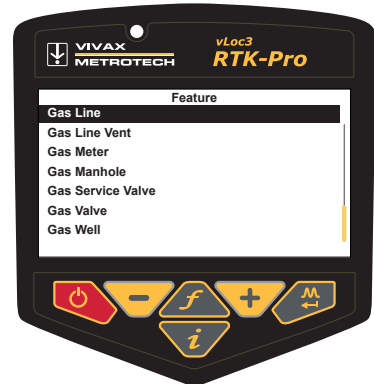 VIVAX
METROTECH
vLoc3
RTK-Pro
Feature
Gas Line
Gas Line Vent
Gas Meter
Gas Manhole
Gas Service Valve
Gas Valve
Gas Well
f
i